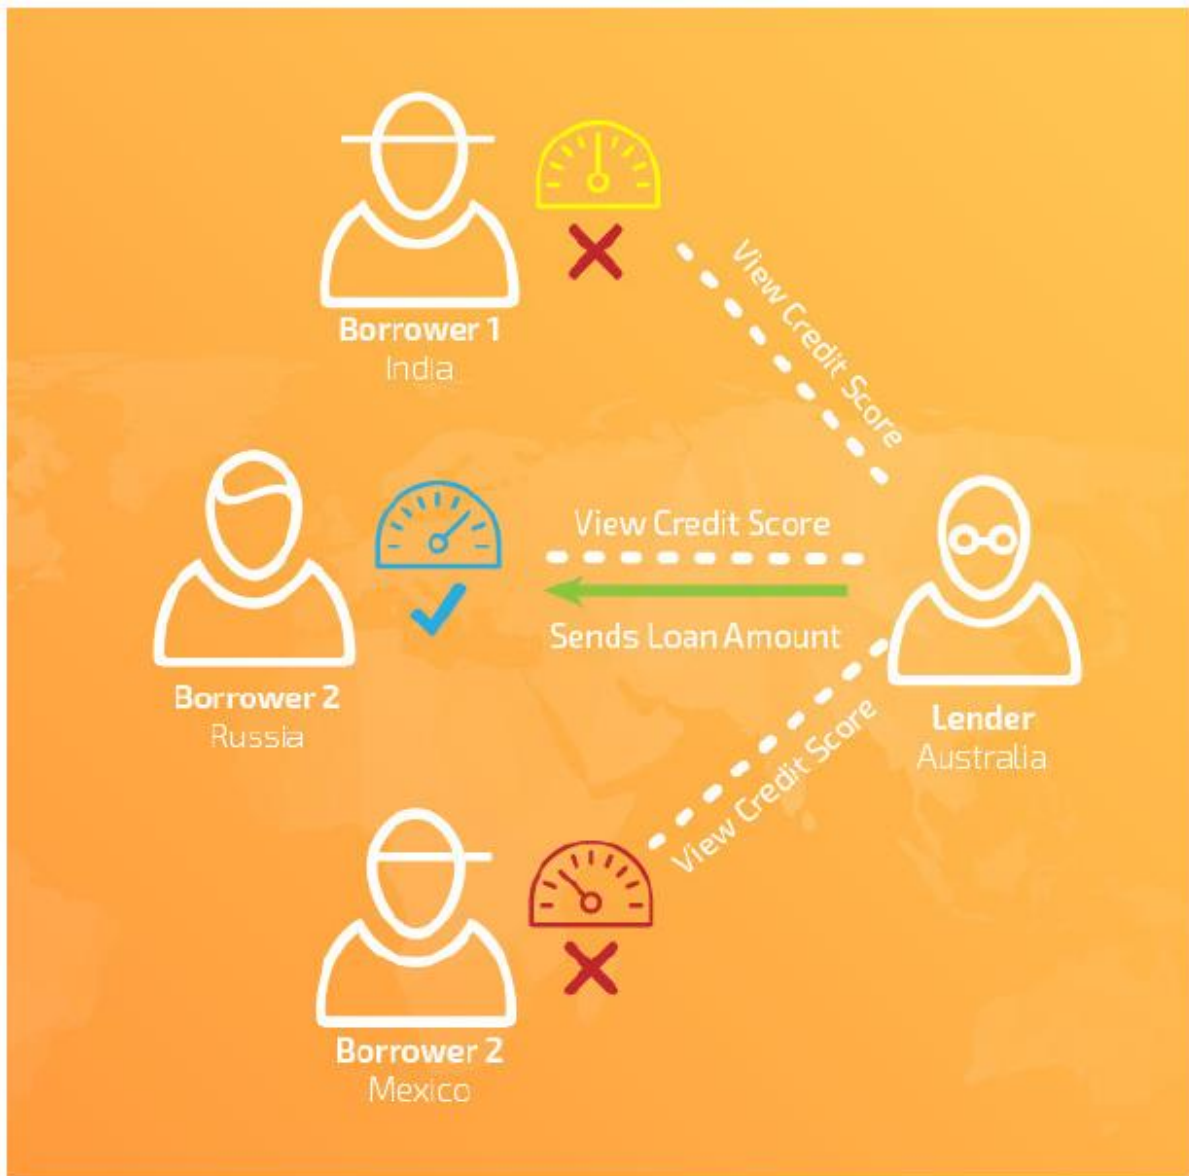 View Credit Score
Borrower 1
India
View Credit Score
Sends Loan Amount
Borrower 2
Russia
Lender
Australia
View Credit Score
Borrower 2
Mexico